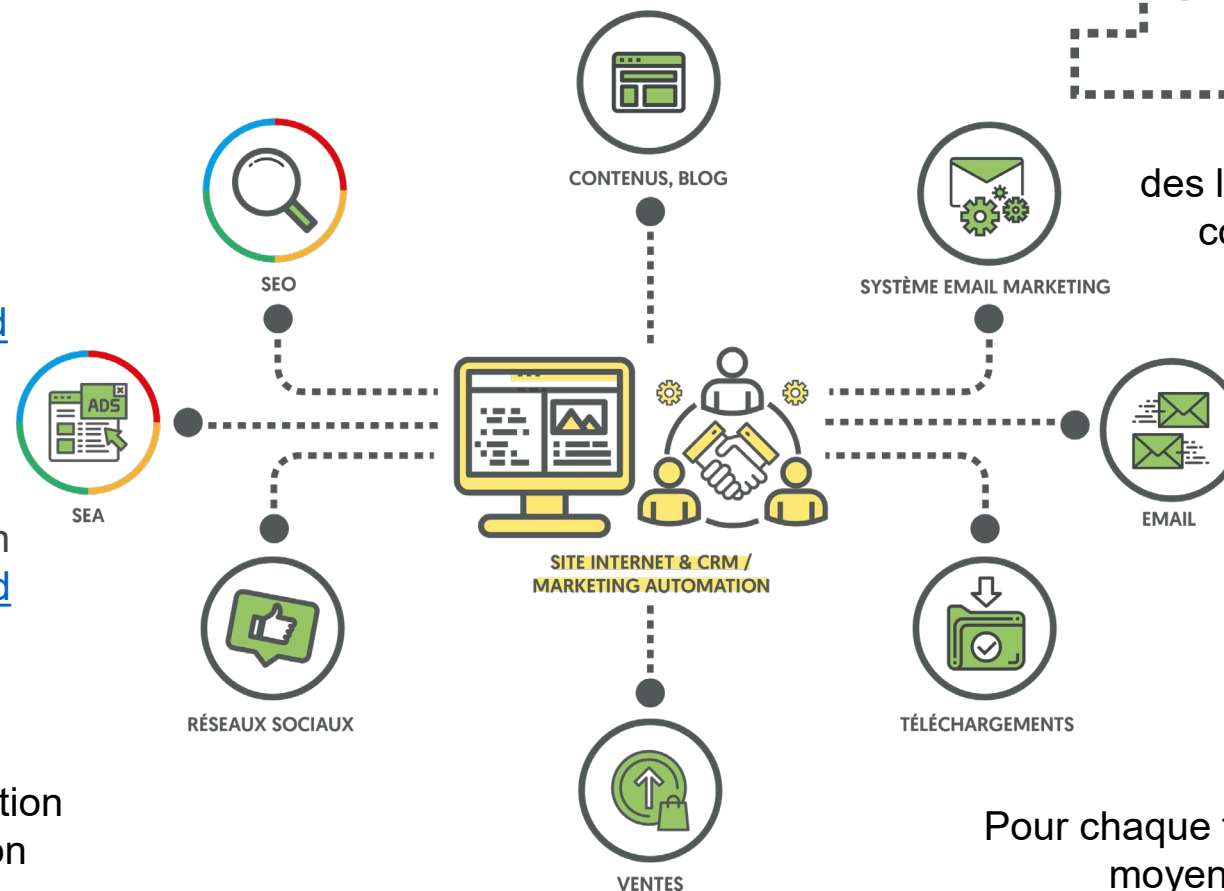 CONTENUS, BLOG
des l
co
SEO
SYSTÈME EMAIL MARKETING
d
ADS
SEA
EMAIL
n
d
SITE INTERNET & CRM /
MARKETING AUTOMATION
RÉSEAUX SOCIAUX
TÉLÉCHARGEMENTS
tion
on
Pour chaque
moyen
VENTES